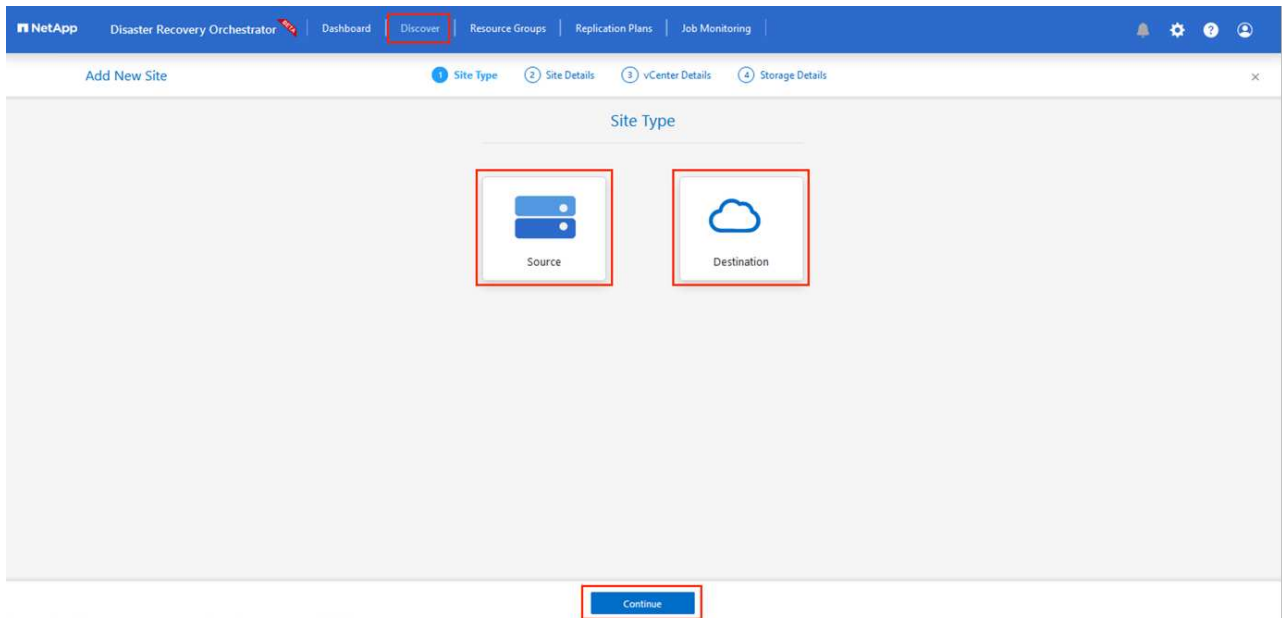 NetApp Disaster Recovery Orchestrator BETA Dashboard Discover Resource Groups Replication Plans Job Monitoring
Add New Site 1 Site Type 2 Site Details 3 vCenter Details 4 Storage Details
Site Type
Source Destination
Continue